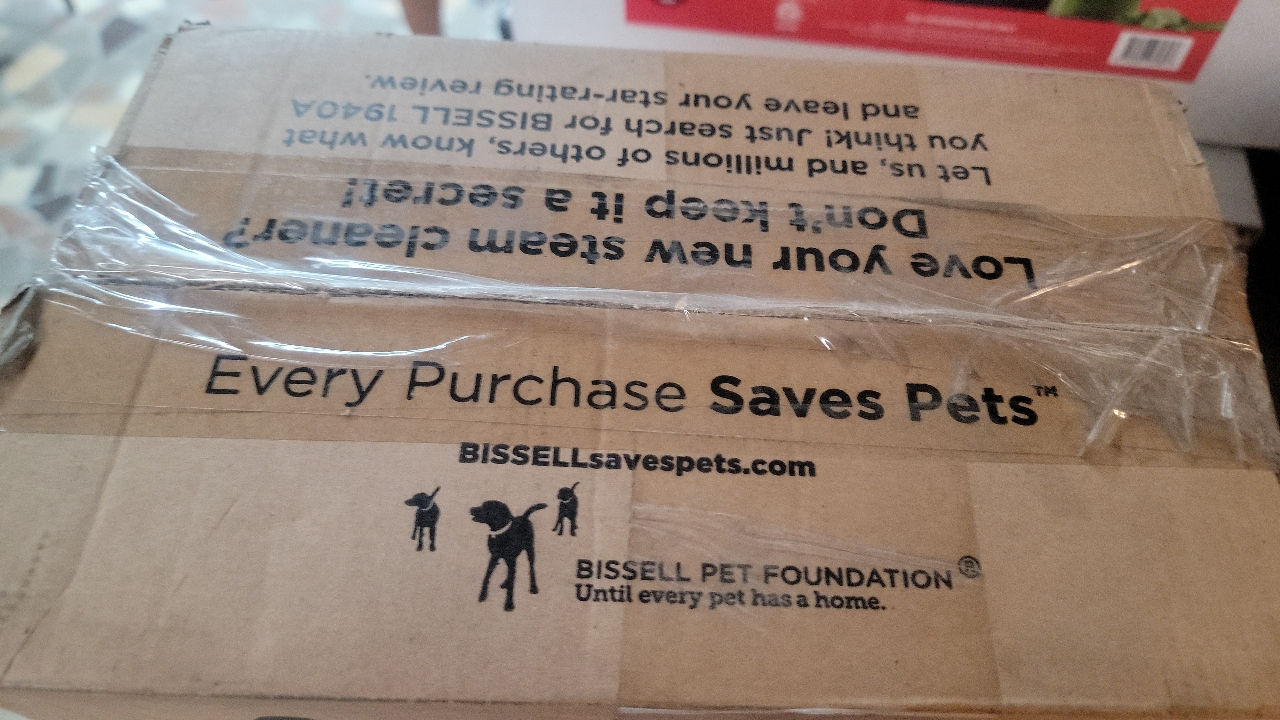 Love your new steam cleaner?
Don't keep it a secret!
Let us, and millions of others, know what
you think! Just search for BISSELL 1940A
and leave your star-rating review.
Every Purchase Saves Pets™
BISSELLsavespets.com
BISSELL PET FOUNDATION®
Until every pet has a home.